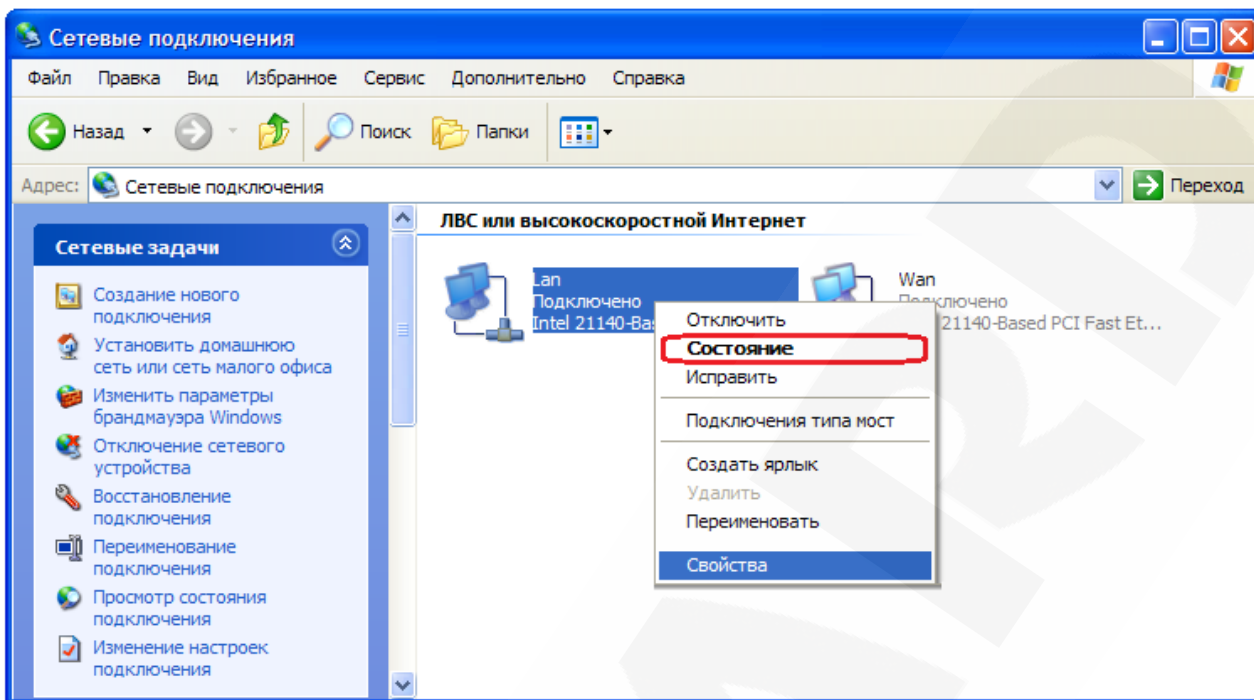 Сетевые подключения
Файл Правка Вид Избранное Сервис Дополнительно Справка
Назад Поиск Папки
Адрес: Сетевые подключения Переход
Сетевые задачи
Создание нового
подключения
Установить домашнюю
сеть или сеть малого офиса
Изменить параметры
брандмауэра Windows
Отключение сетевого
устройства
Восстановление
подключения
Переименование
подключения
Просмотр состояния
подключения
Изменение настроек
подключения
ЛВС или высокоскоростной Интернет
Lan
Подключено
Intel 21140-Ba
Wan
Подключено
21140-Based PCI Fast Et...
Отключить
Состояние
Исправить
Подключения типа мост
Создать ярлык
Удалить
Переименовать
Свойства